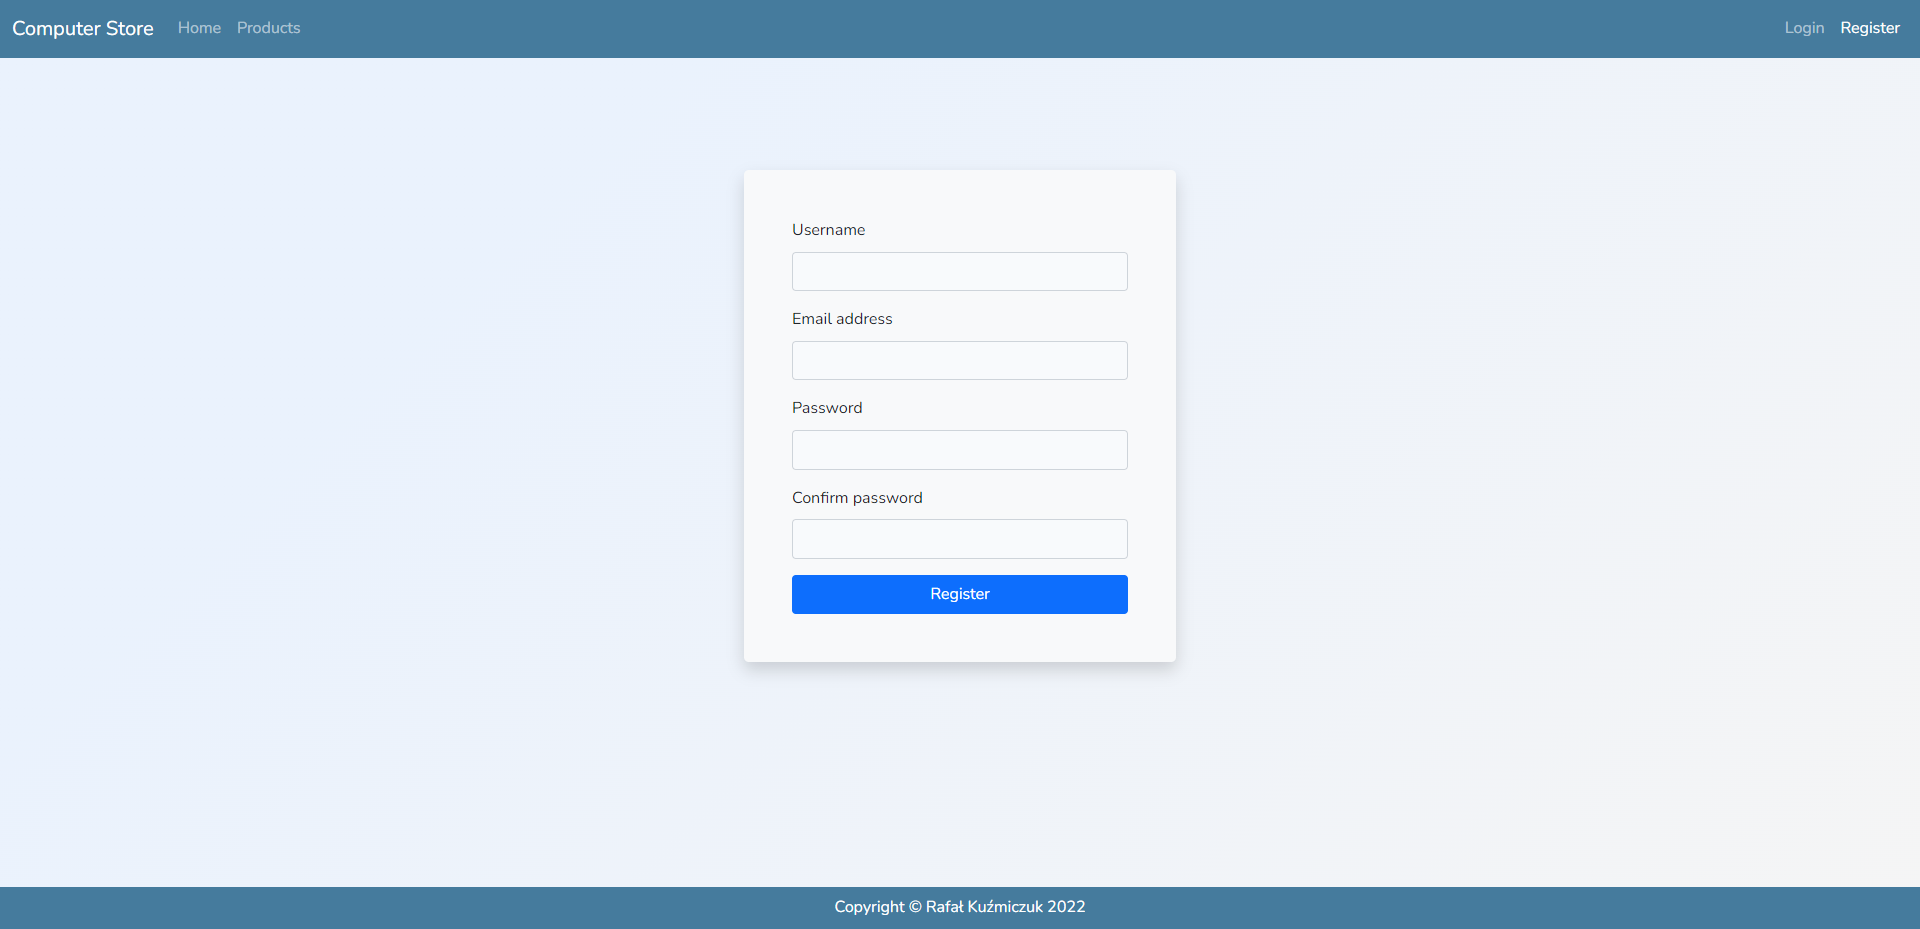 Computer Store Home Products Login Register
Username
Email address
Password
Confirm password
Register
Copyright © Rafał Kuźmiczuk 2022